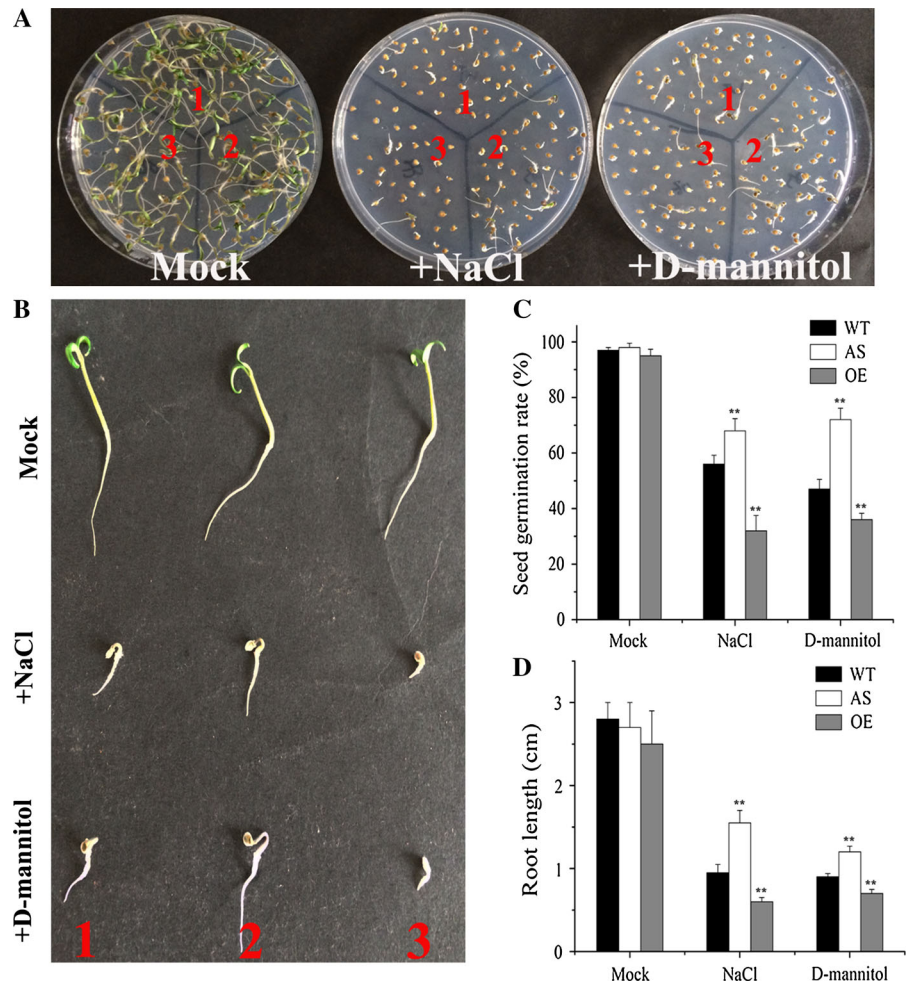 A
1
3 2
Mock
1
3 2
+NaCl
1
3 2
+D-mannitol
B
Mock
+NaCl
+D-mannitol
1 2 3
C
Seed germination rate (%)
100
80
60
40
20
0
WT
AS
OE
**
**
**
**
Mock NaCl D-mannitol
D
Root length (cm)
3
2
1
0
WT
AS
OE
**
**
**
**
Mock NaCl D-mannitol